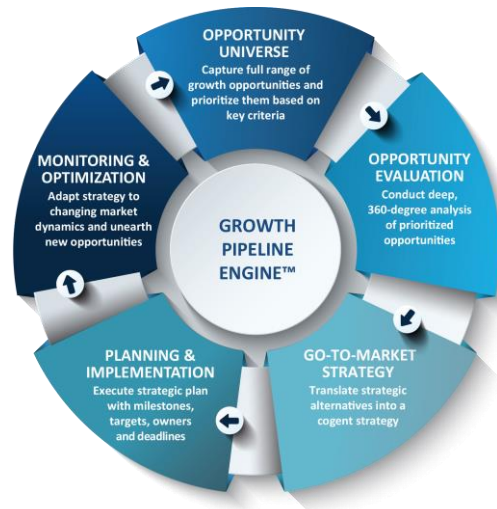 OPPORTUNITY
UNIVERSE
Capture full range of
growth opportunities and
prioritize them based on
key criteria
OPPORTUNITY
EVALUATION
Conduct deep,
360-degree analysis
of prioritized
opportunities
GO-TO-MARKET
STRATEGY
Translate strategic
alternatives into a
cogent strategy
PLANNING &
IMPLEMENTATION
Execute strategic plan
with milestones,
targets, owners
and deadlines
MONITORING &
OPTIMIZATION
Adapt strategy to
changing market
dynamics and unearth
new opportunities
GROWTH
PIPELINE
ENGINE™